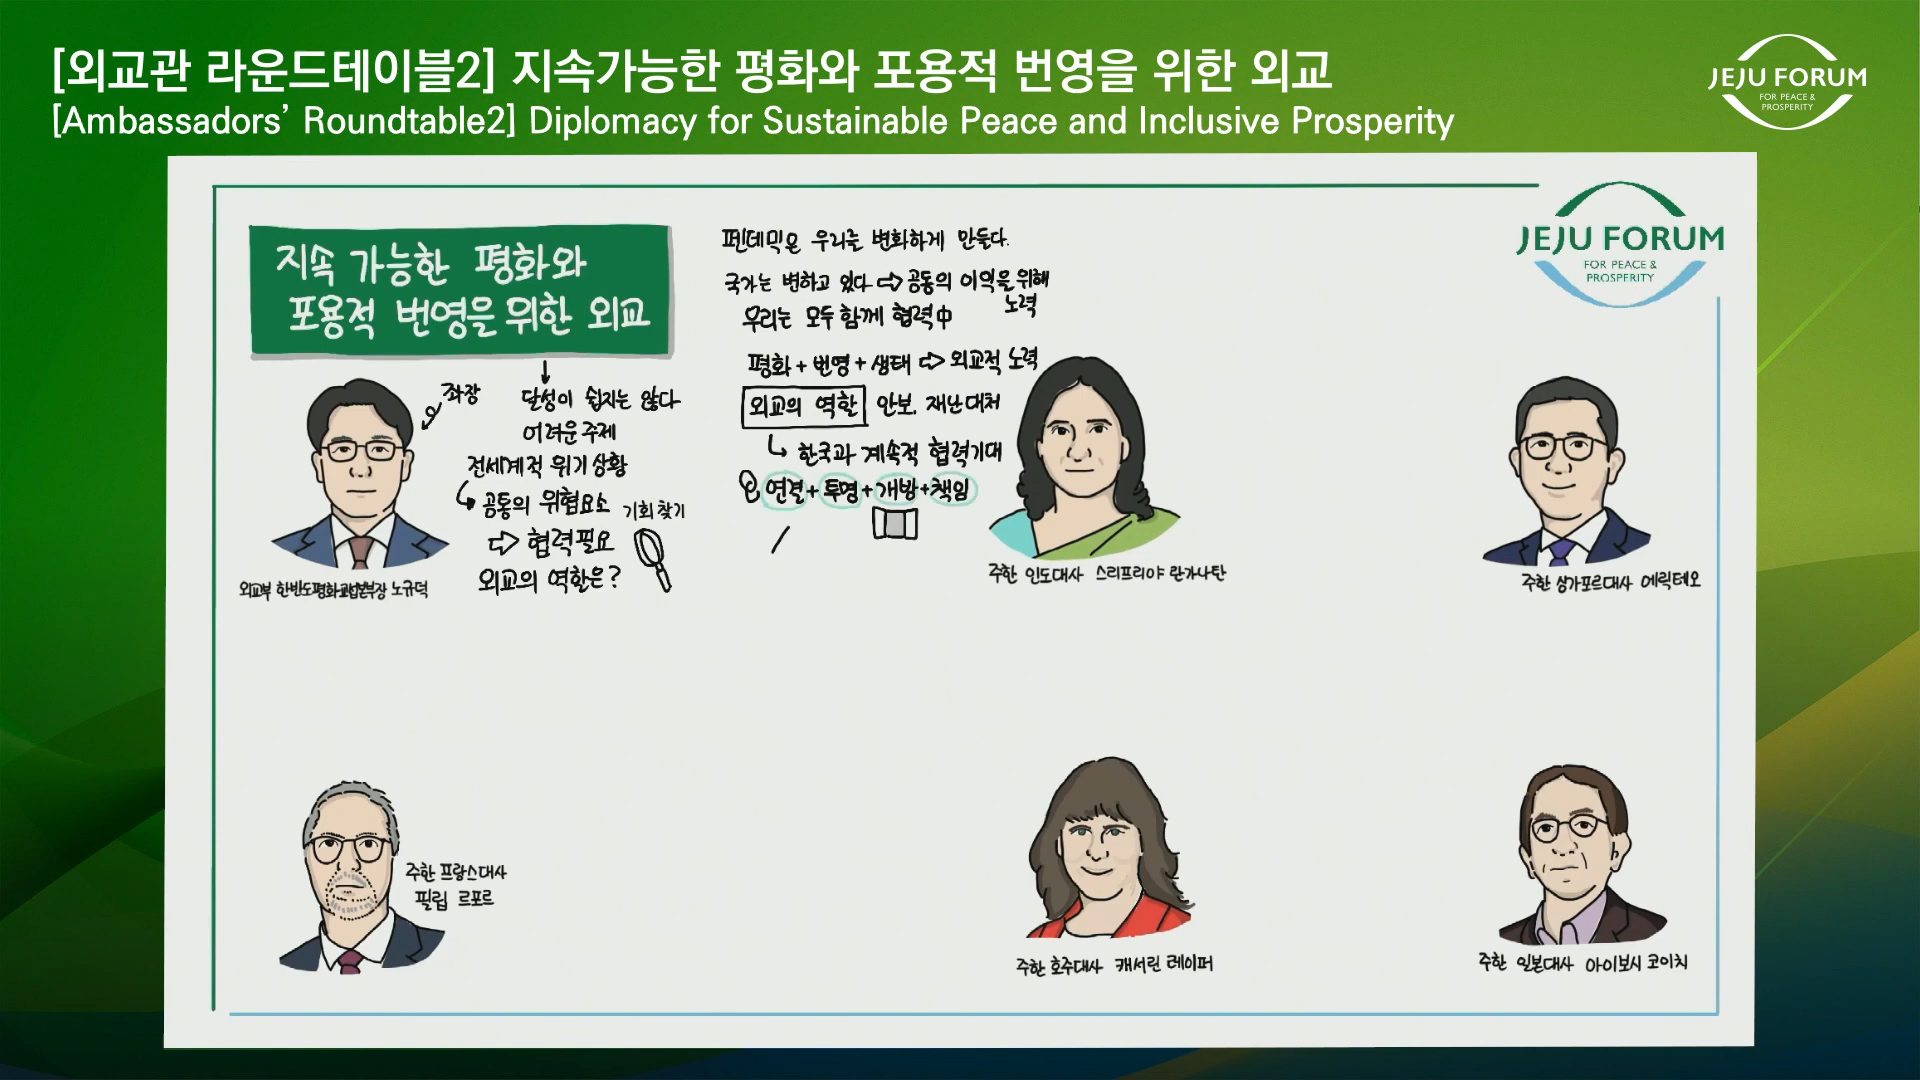 [외교관 라운드테이블2] 지속가능한 평화와 포용적 번영을 위한 외교
[Ambassadors’ Roundtable2] Diplomacy for Sustainable Peace and Inclusive Prosperity
JEJU FORUM
FOR PEACE &
PROSPERITY
JEJU FORUM
FOR PEACE &
PROSPERITY
지속 가능한 평화와
포용적 번영을 위한 외교
좌장
달성이 쉽지는 않다
어려운 주제
전세계적 위기상황
공통의 위협요소
기회찾기
협력필요
외교의 역할은?
외교부 한반도평화교섭본부장 노규덕
펜데믹은 우리를 변화하게 만들다.
국가는 변하고 있다 ⇨ 공동의 이익을 위해
노력
우리는 모두 함께 협력中
평화+번영+생태 ⇨ 외교적 노력
외교의 역할 안보. 재난대처
한국과 계속적 협력기대
연결+투명+개방+책임
주한 인도대사 스리프리야 란가나탄
주한 싱가포르대사 에릭테오
주한 프랑스대사
필립 르포르
주한 호주대사 캐서린 레이퍼
주한 일본대사 아이보시 코이치